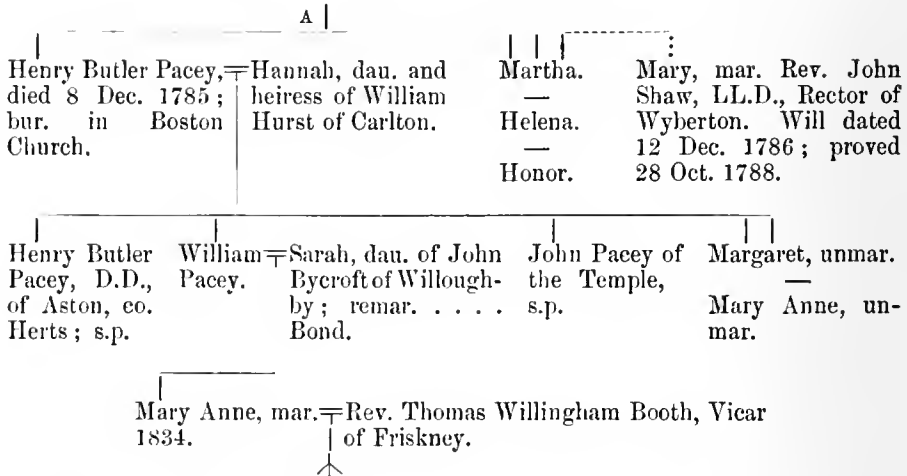 A
Henry Butler Pacey,
died 8 Dec. 1785;
bur. in Boston
Church.
Hannah, dau. and
heiress of William
Hurst of Carlton.
Martha.
—
Helena.
—
Honor.
Mary, mar. Rev. John
Shaw, LL.D., Rector of
Wyberton. Will dated
12 Dec. 1786; proved
28 Oct. 1788.
Henry Butler
Pacey, D.D.,
of Aston, co.
Herts; s.p.
William
Pacey.
Sarah, dau. of John
Bycroft of Willough-
by; remar. . . . . .
Bond.
John Pacey of
the Temple,
s.p.
Margaret, unmar.
—
Mary Anne, un-
mar.
Mary Anne, mar.
1834.
Rev. Thomas Willingham Booth, Vicar
of Friskney.